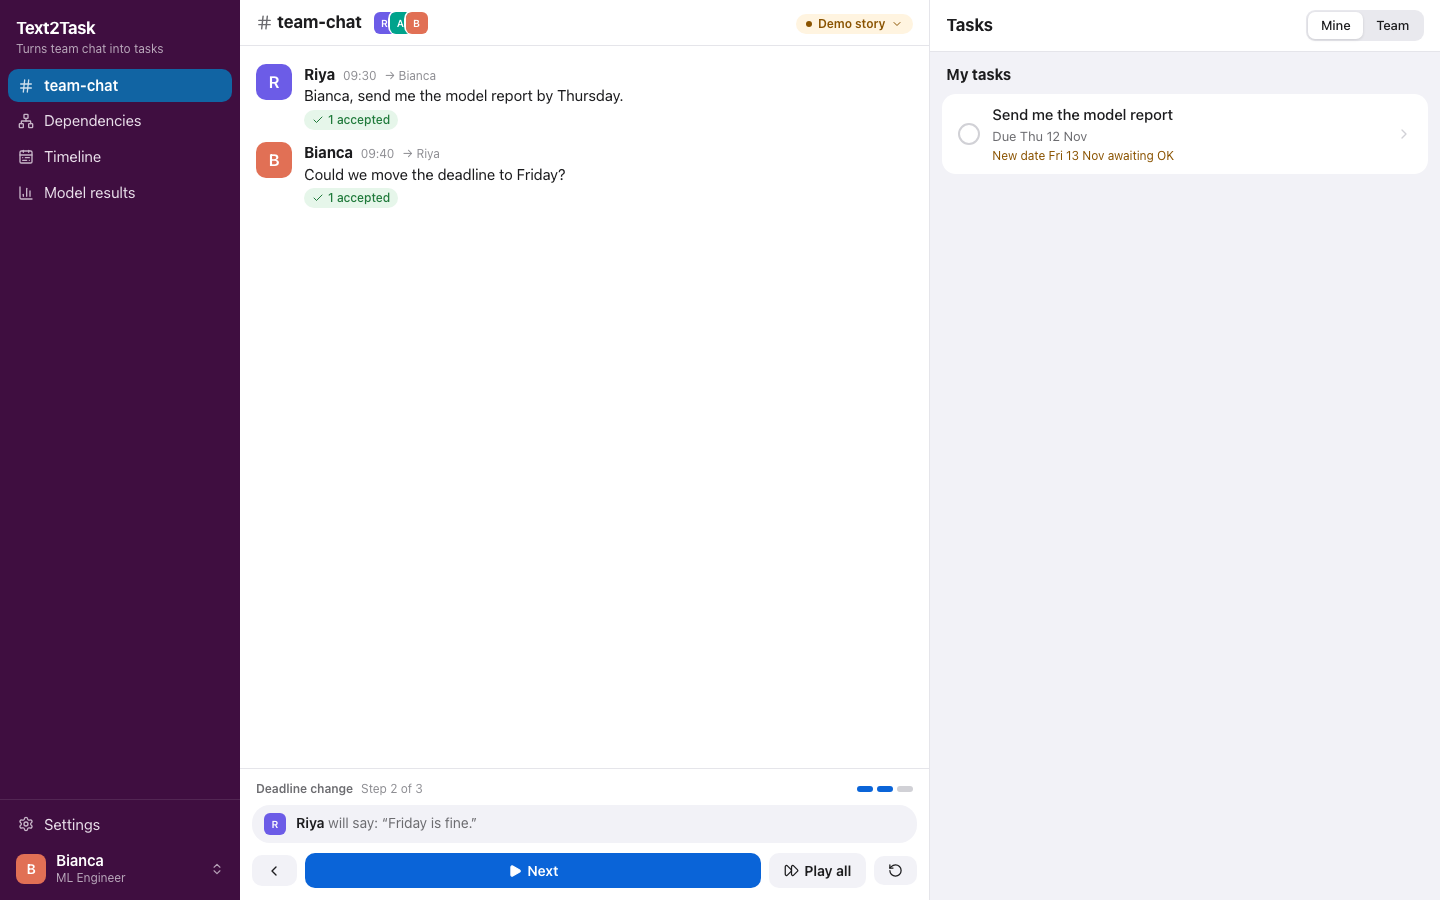 Text2Task
Turns team chat into tasks
team-chat
Dependencies
Timeline
Model results
Settings
B
Bianca
ML Engineer
# team-chat
R A B
Demo story
R
Riya 09:30 → Bianca
Bianca, send me the model report by Thursday.
1 accepted
B
Bianca 09:40 → Riya
Could we move the deadline to Friday?
1 accepted
Deadline change Step 2 of 3
R Riya will say: “Friday is fine.”
Next
Play all
Tasks
Mine Team
My tasks
Send me the model report
Due Thu 12 Nov
New date Fri 13 Nov awaiting OK